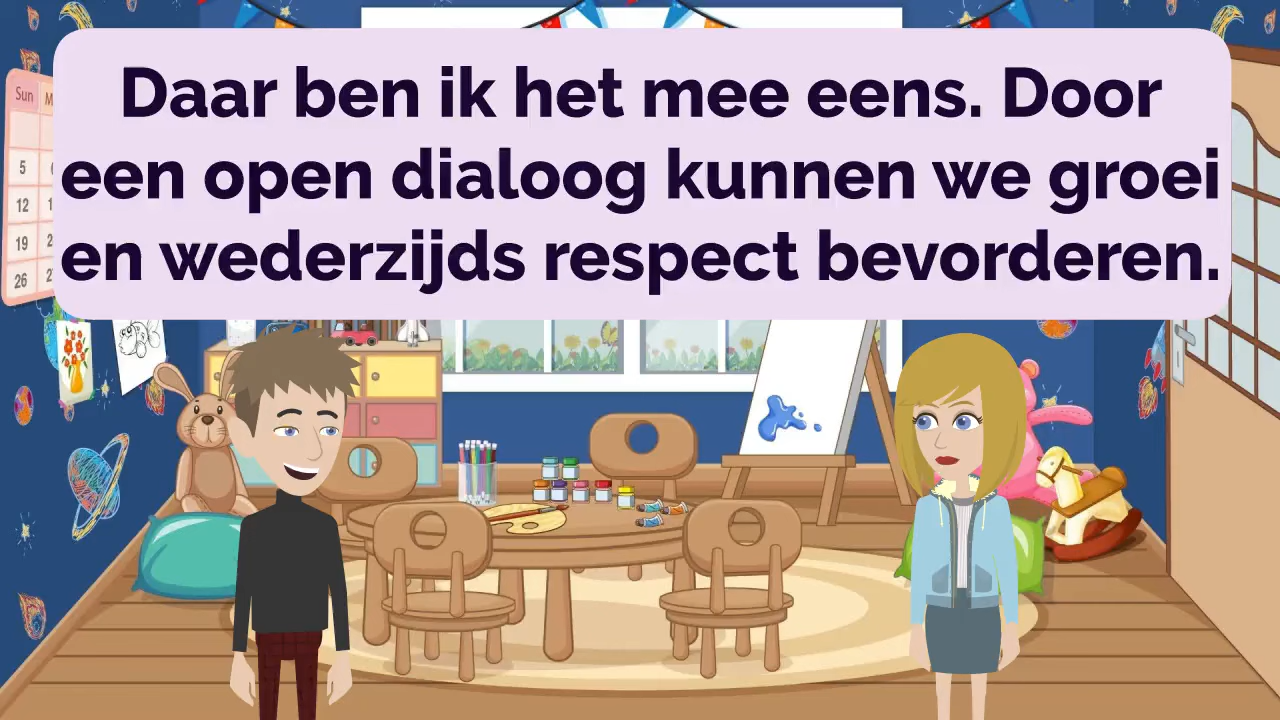 Daar ben ik het mee eens. Door
een open dialoog kunnen we groei
en wederzijds respect bevorderen.
Sun
5
12
19
26